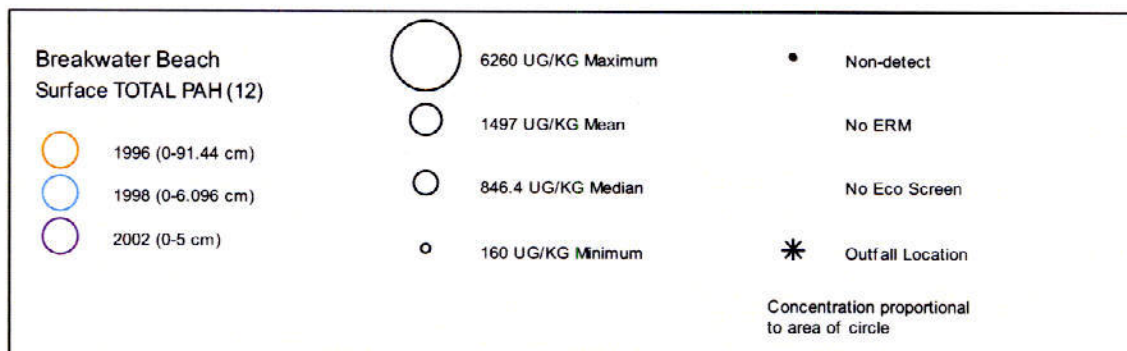 Breakwater Beach
Surface TOTAL PAH (12)
1996 (0-91.44 cm)
1998 (0-6.096 cm)
2002 (0-5 cm)
6260 UG/KG Maximum
1497 UG/KG Mean
846.4 UG/KG Median
160 UG/KG Minimum
Non-detect
No ERM
No Eco Screen
Outfall Location
Concentration proportional
to area of circle